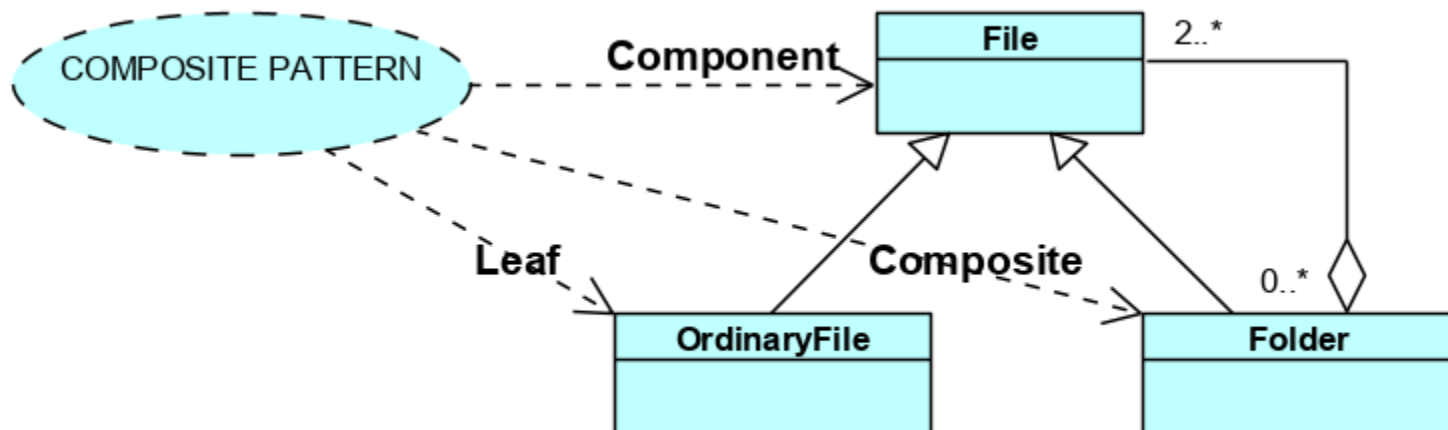 COMPOSITE PATTERN
Component
File
2..*
Leaf
Composite
0..*
OrdinaryFile
Folder